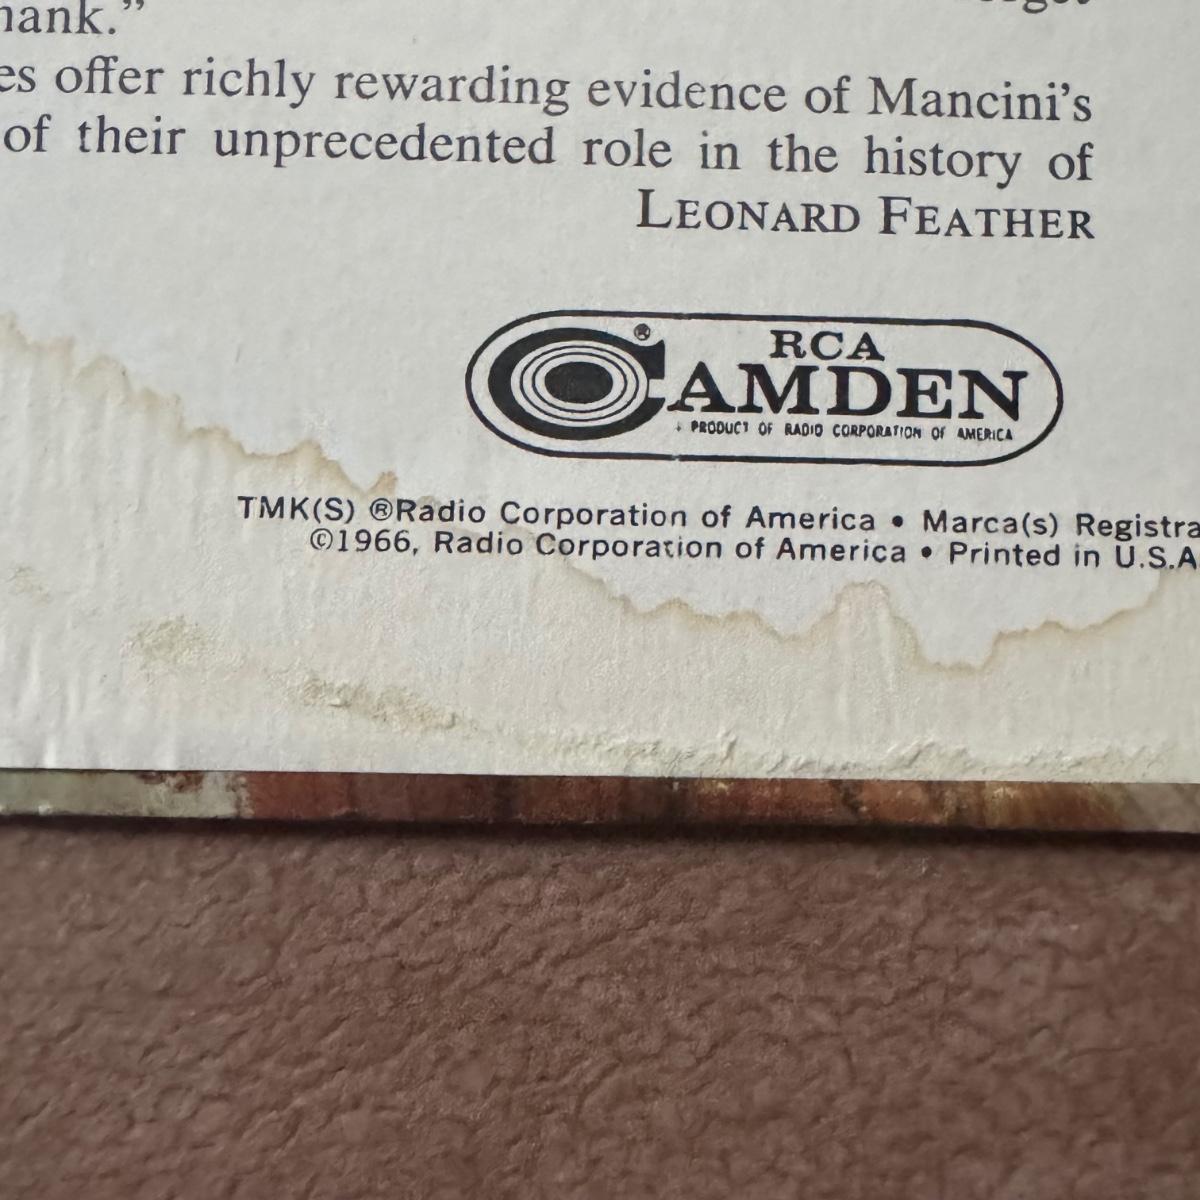 hank.”
es offer richly rewarding evidence of Mancini’s
of their unprecedented role in the history of
LEONARD FEATHER
®
RCA
CAMDEN
PRODUCT OF RADIO CORPORATION OF AMERICA
TMK(S) ®Radio Corporation of America • Marca(s) Registra
©1966, Radio Corporation of America • Printed in U.S.A